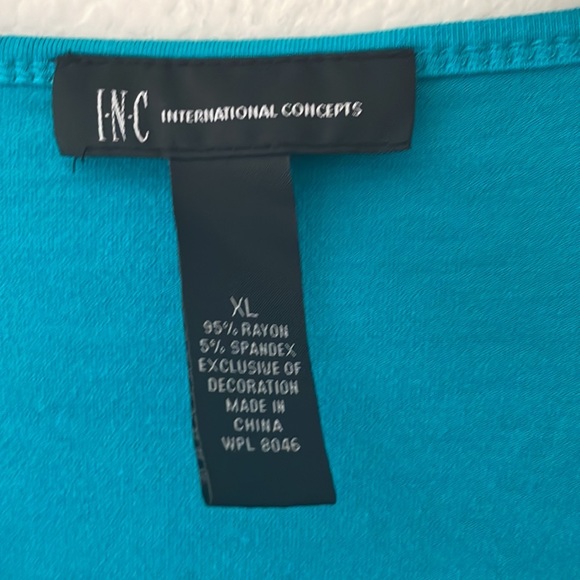 I·N·C INTERNATIONAL CONCEPTS
XL
95% RAYON
5% SPANDEX
EXCLUSIVE OF
DECORATION
MADE IN
CHINA
WPL 8046